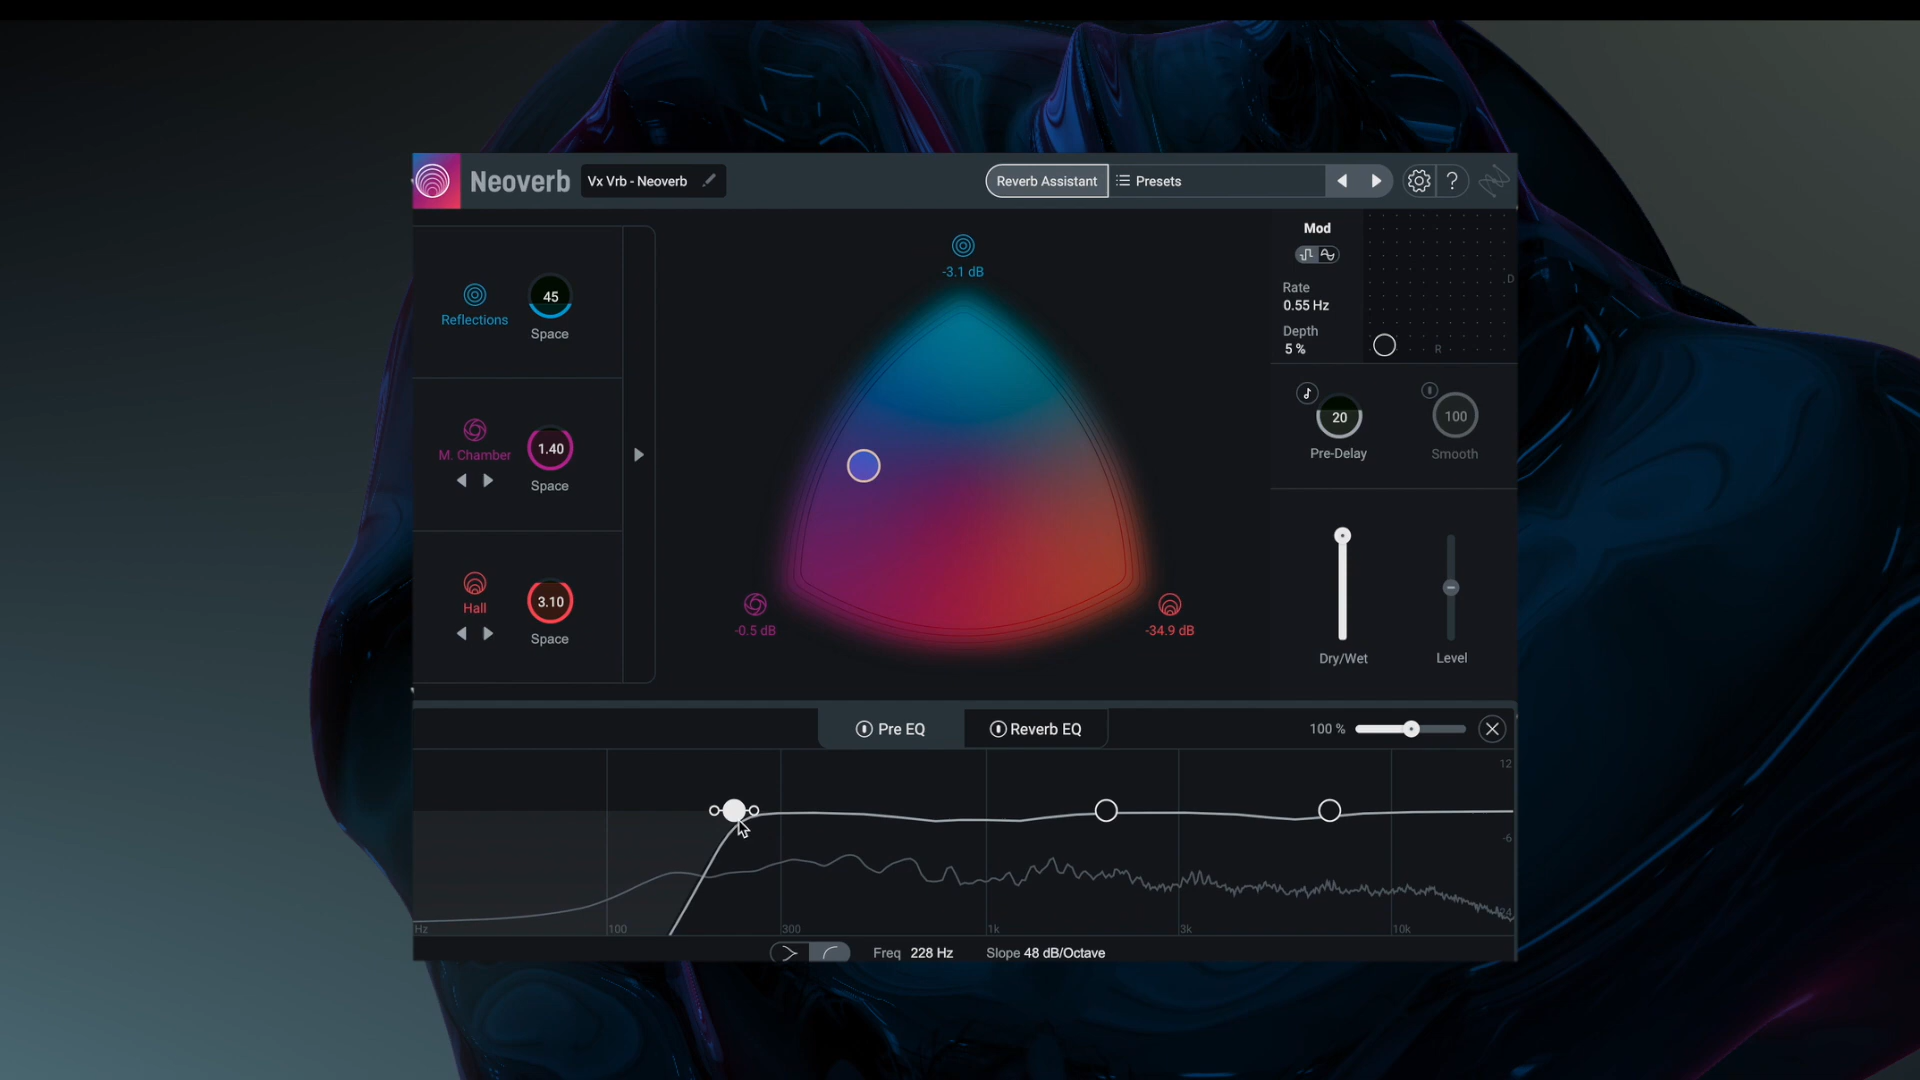 Neoverb
Vx Vrb - Neoverb
Reverb Assistant
Presets
?
-3.1 dB
Mod
Rate
0.55 Hz
Depth
5 %
D
R
Reflections
45
Space
M. Chamber
1.40
Space
Hall
3.10
Space
-0.5 dB
-34.9 dB
20
Pre-Delay
100
Smooth
Dry/Wet
Level
Pre EQ
Reverb EQ
100 %
12
-6
-24
Hz
100
300
1k
3k
10k
Freq 228 Hz
Slope 48 dB/Octave